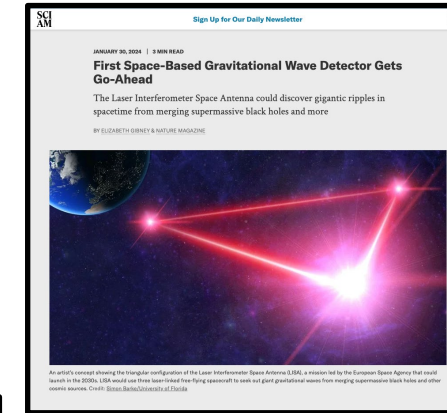 SCI
AM
Sign Up for Our Daily Newsletter
JANUARY 30, 2024 | 3 MIN READ
First Space-Based Gravitational Wave Detector Gets
Go-Ahead
The Laser Interferometer Space Antenna could discover gigantic ripples in
spacetime from merging supermassive black holes and more
BY ELIZABETH GIBNEY & NATURE MAGAZINE
An artist's concept showing the triangular configuration of the Laser Interferometer Space Antenna (LISA), a mission led by the European Space Agency that could
launch in the 2030s. LISA would use three laser-linked free-flying spacecraft to seek out giant gravitational waves from merging supermassive black holes and other
cosmic sources. Credit: Simon Barke/University of Florida